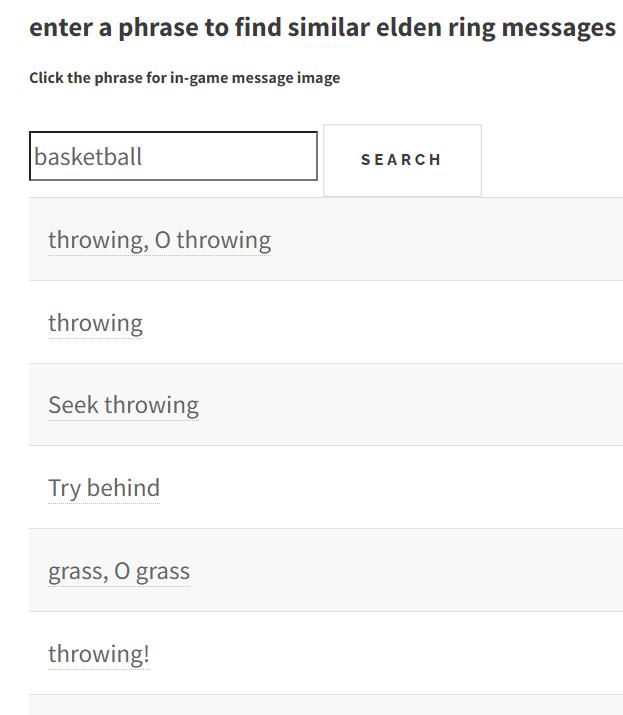 enter a phrase to find similar elden ring messages
Click the phrase for in-game message image
basketball
SEARCH
throwing, O throwing
throwing
Seek throwing
Try behind
grass, O grass
throwing!